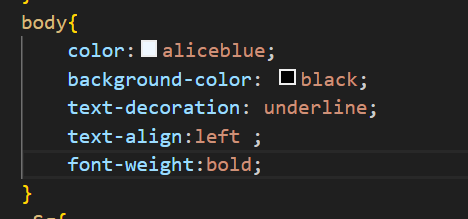 body{
color: aliceblue;
background-color: black;
text-decoration: underline;
text-align:left ;
font-weight:bold;
}